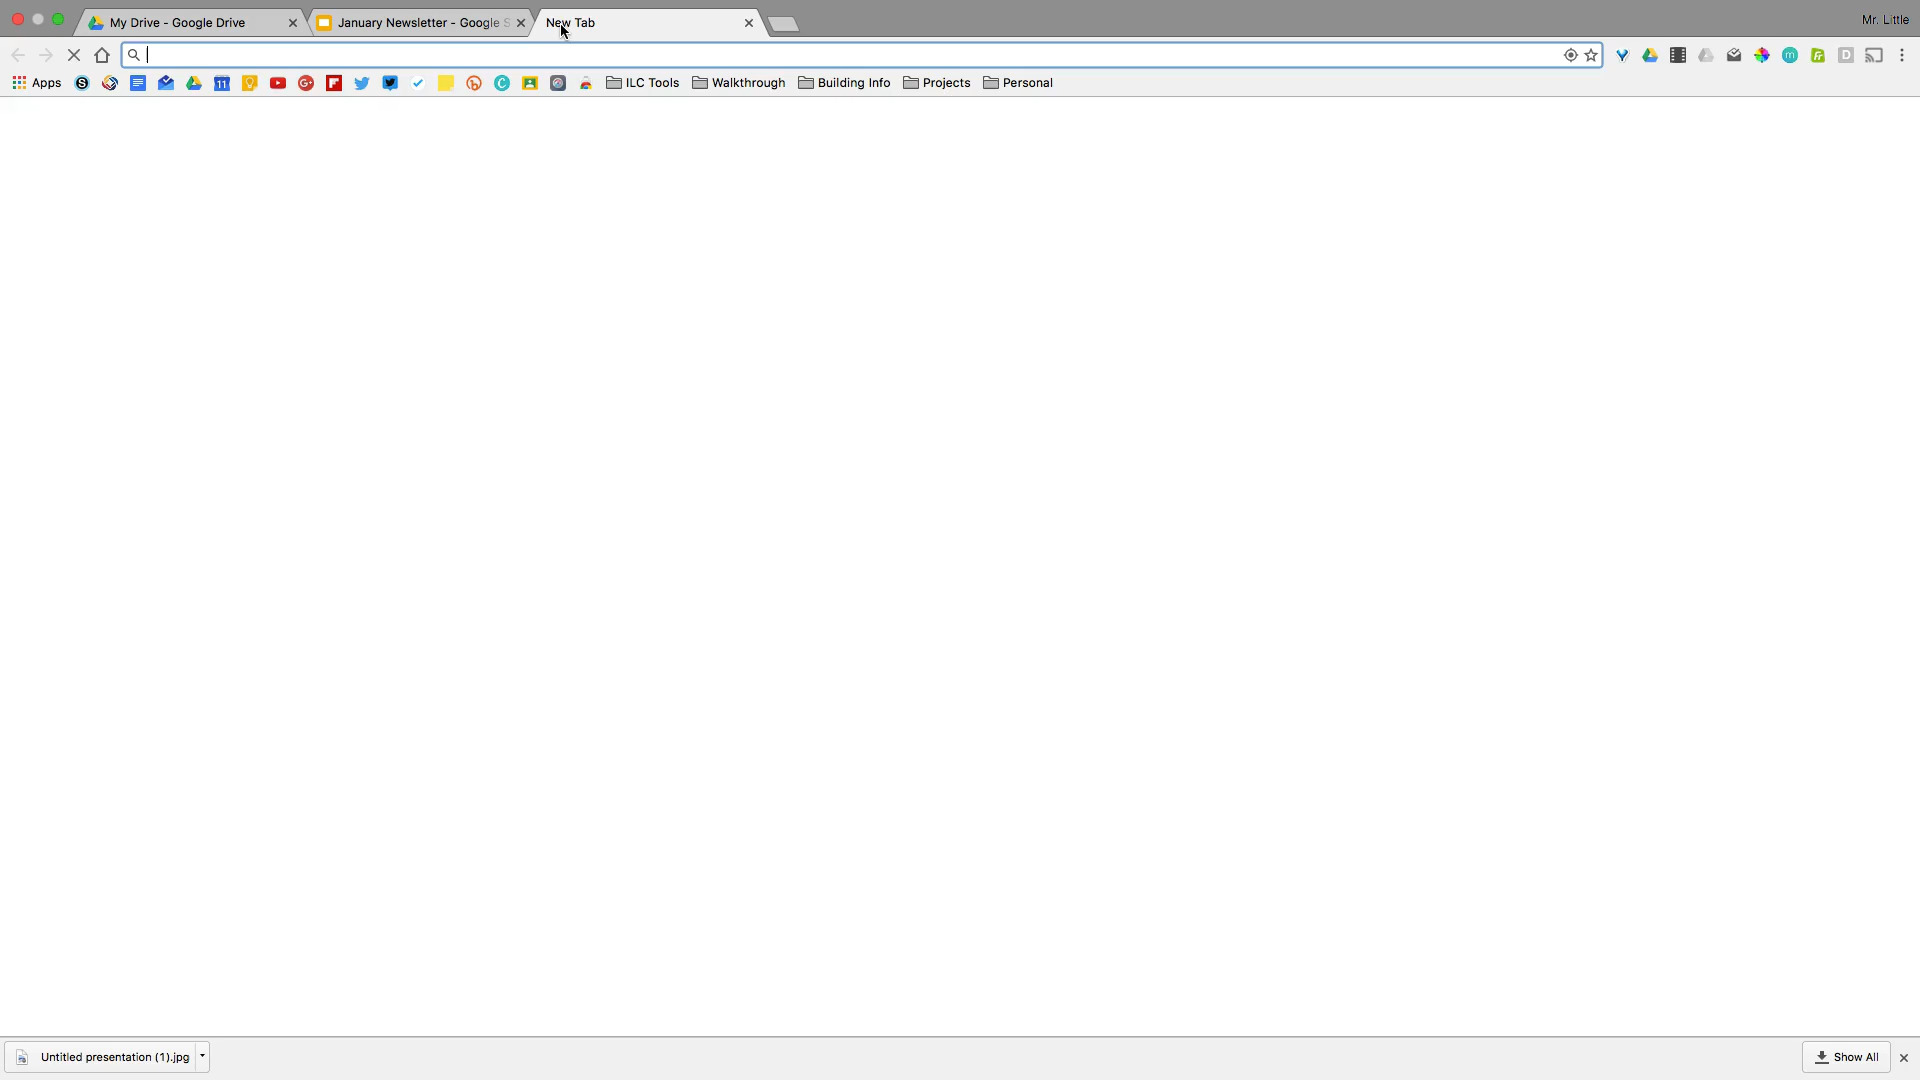 My Drive - Google Drive
January Newsletter - Google S
New Tab
Mr. Little
Apps
11
ILC Tools
Walkthrough
Building Info
Projects
Personal
Untitled presentation (1).jpg
Show All